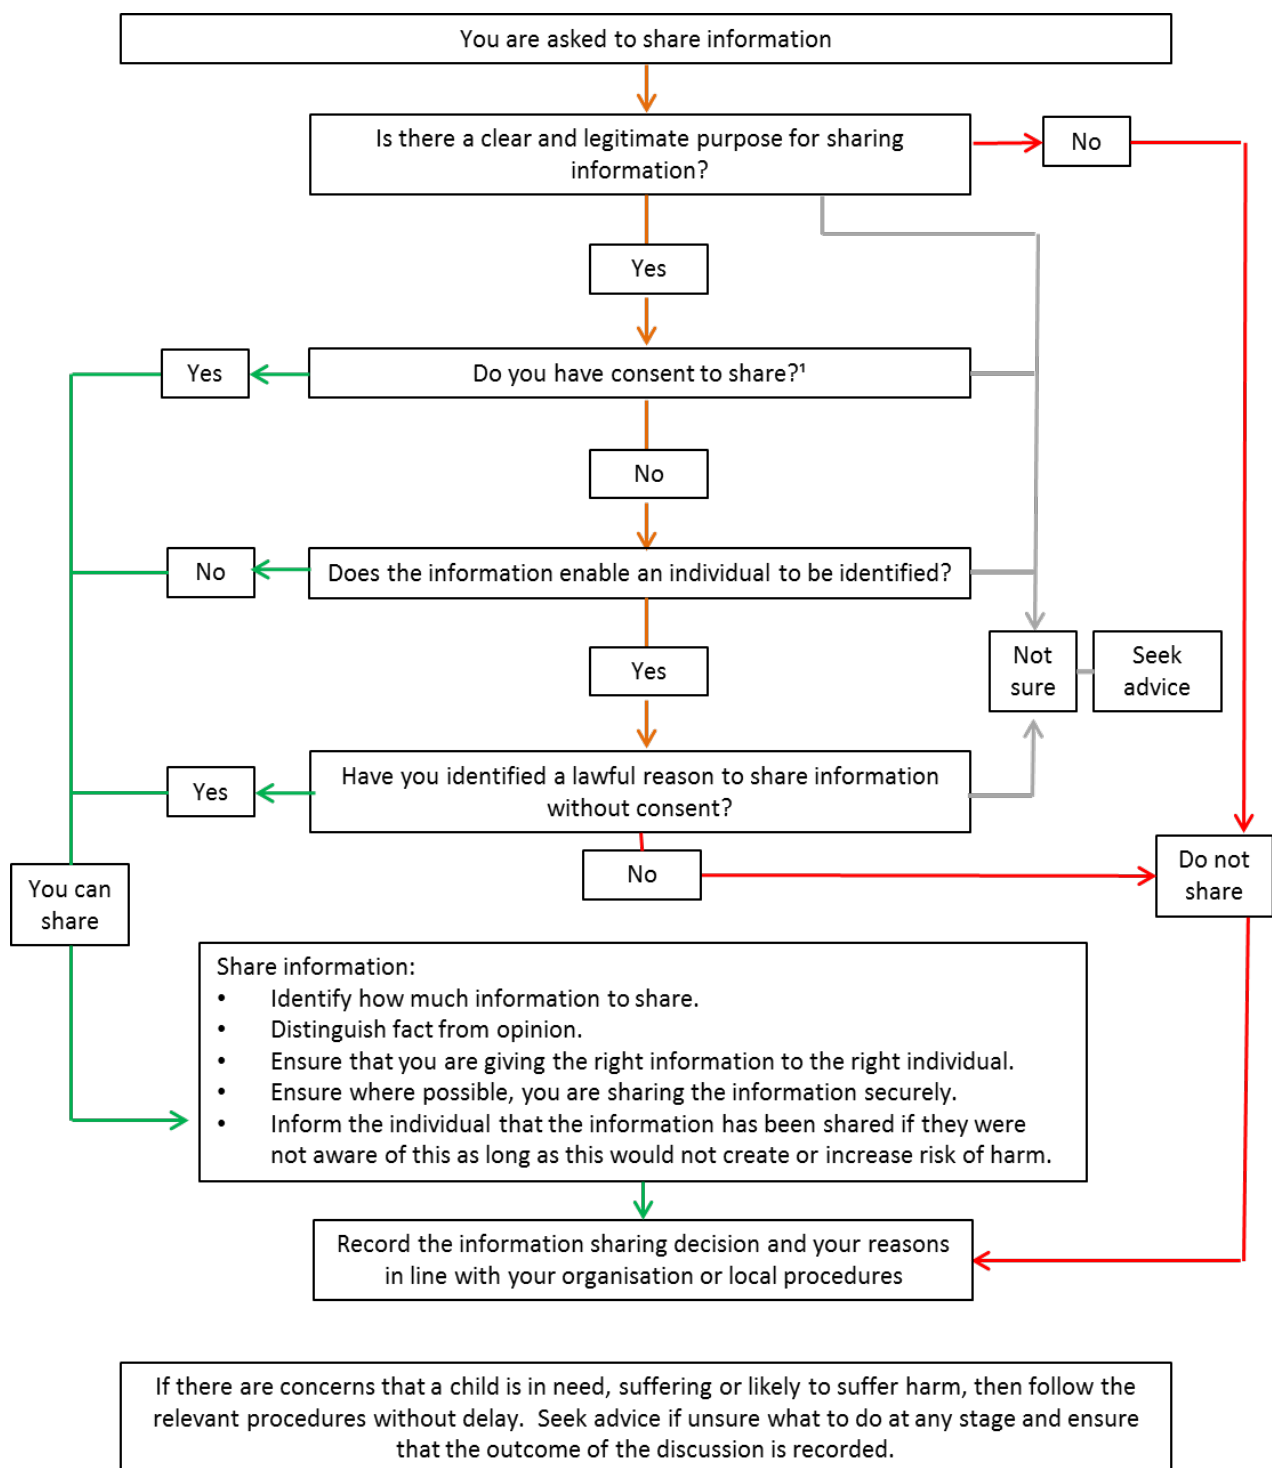 You are asked to share information
Is there a clear and legitimate purpose for sharing
information?
No
Yes
Yes
Do you have consent to share?¹
No
No
Does the information enable an individual to be identified?
Yes
Not
sure
Seek
advice
Yes
Have you identified a lawful reason to share information
without consent?
No
Do not
share
You can
share
Share information:
• Identify how much information to share.
• Distinguish fact from opinion.
• Ensure that you are giving the right information to the right individual.
• Ensure where possible, you are sharing the information securely.
• Inform the individual that the information has been shared if they were
not aware of this as long as this would not create or increase risk of harm.
Record the information sharing decision and your reasons
in line with your organisation or local procedures
If there are concerns that a child is in need, suffering or likely to suffer harm, then follow the
relevant procedures without delay.  Seek advice if unsure what to do at any stage and ensure
that the outcome of the discussion is recorded.